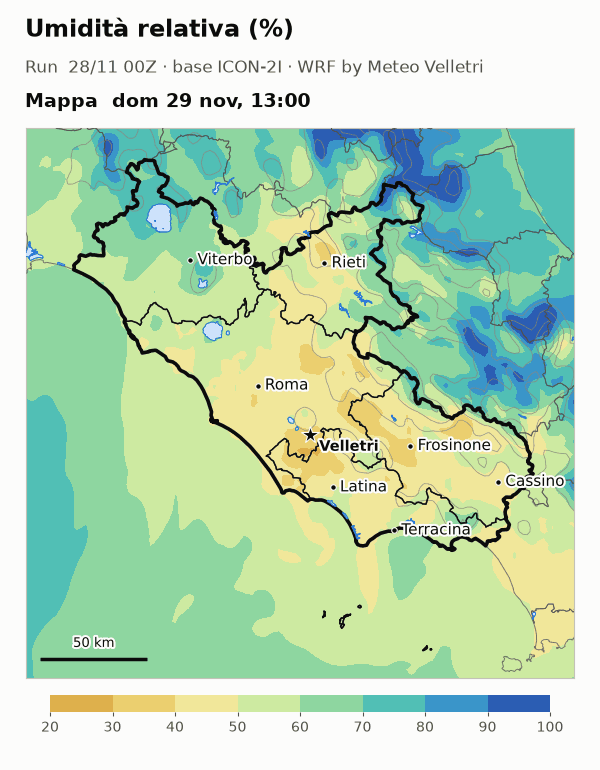 Umidità relativa (%)
Run  28/11 00Z · base ICON-2I · WRF by Meteo Velletri
Mappa  dom 29 nov, 13:00
Viterbo
Rieti
Roma
Velletri
Frosinone
Latina
Cassino
Terracina
50 km
20 30 40 50 60 70 80 90 100